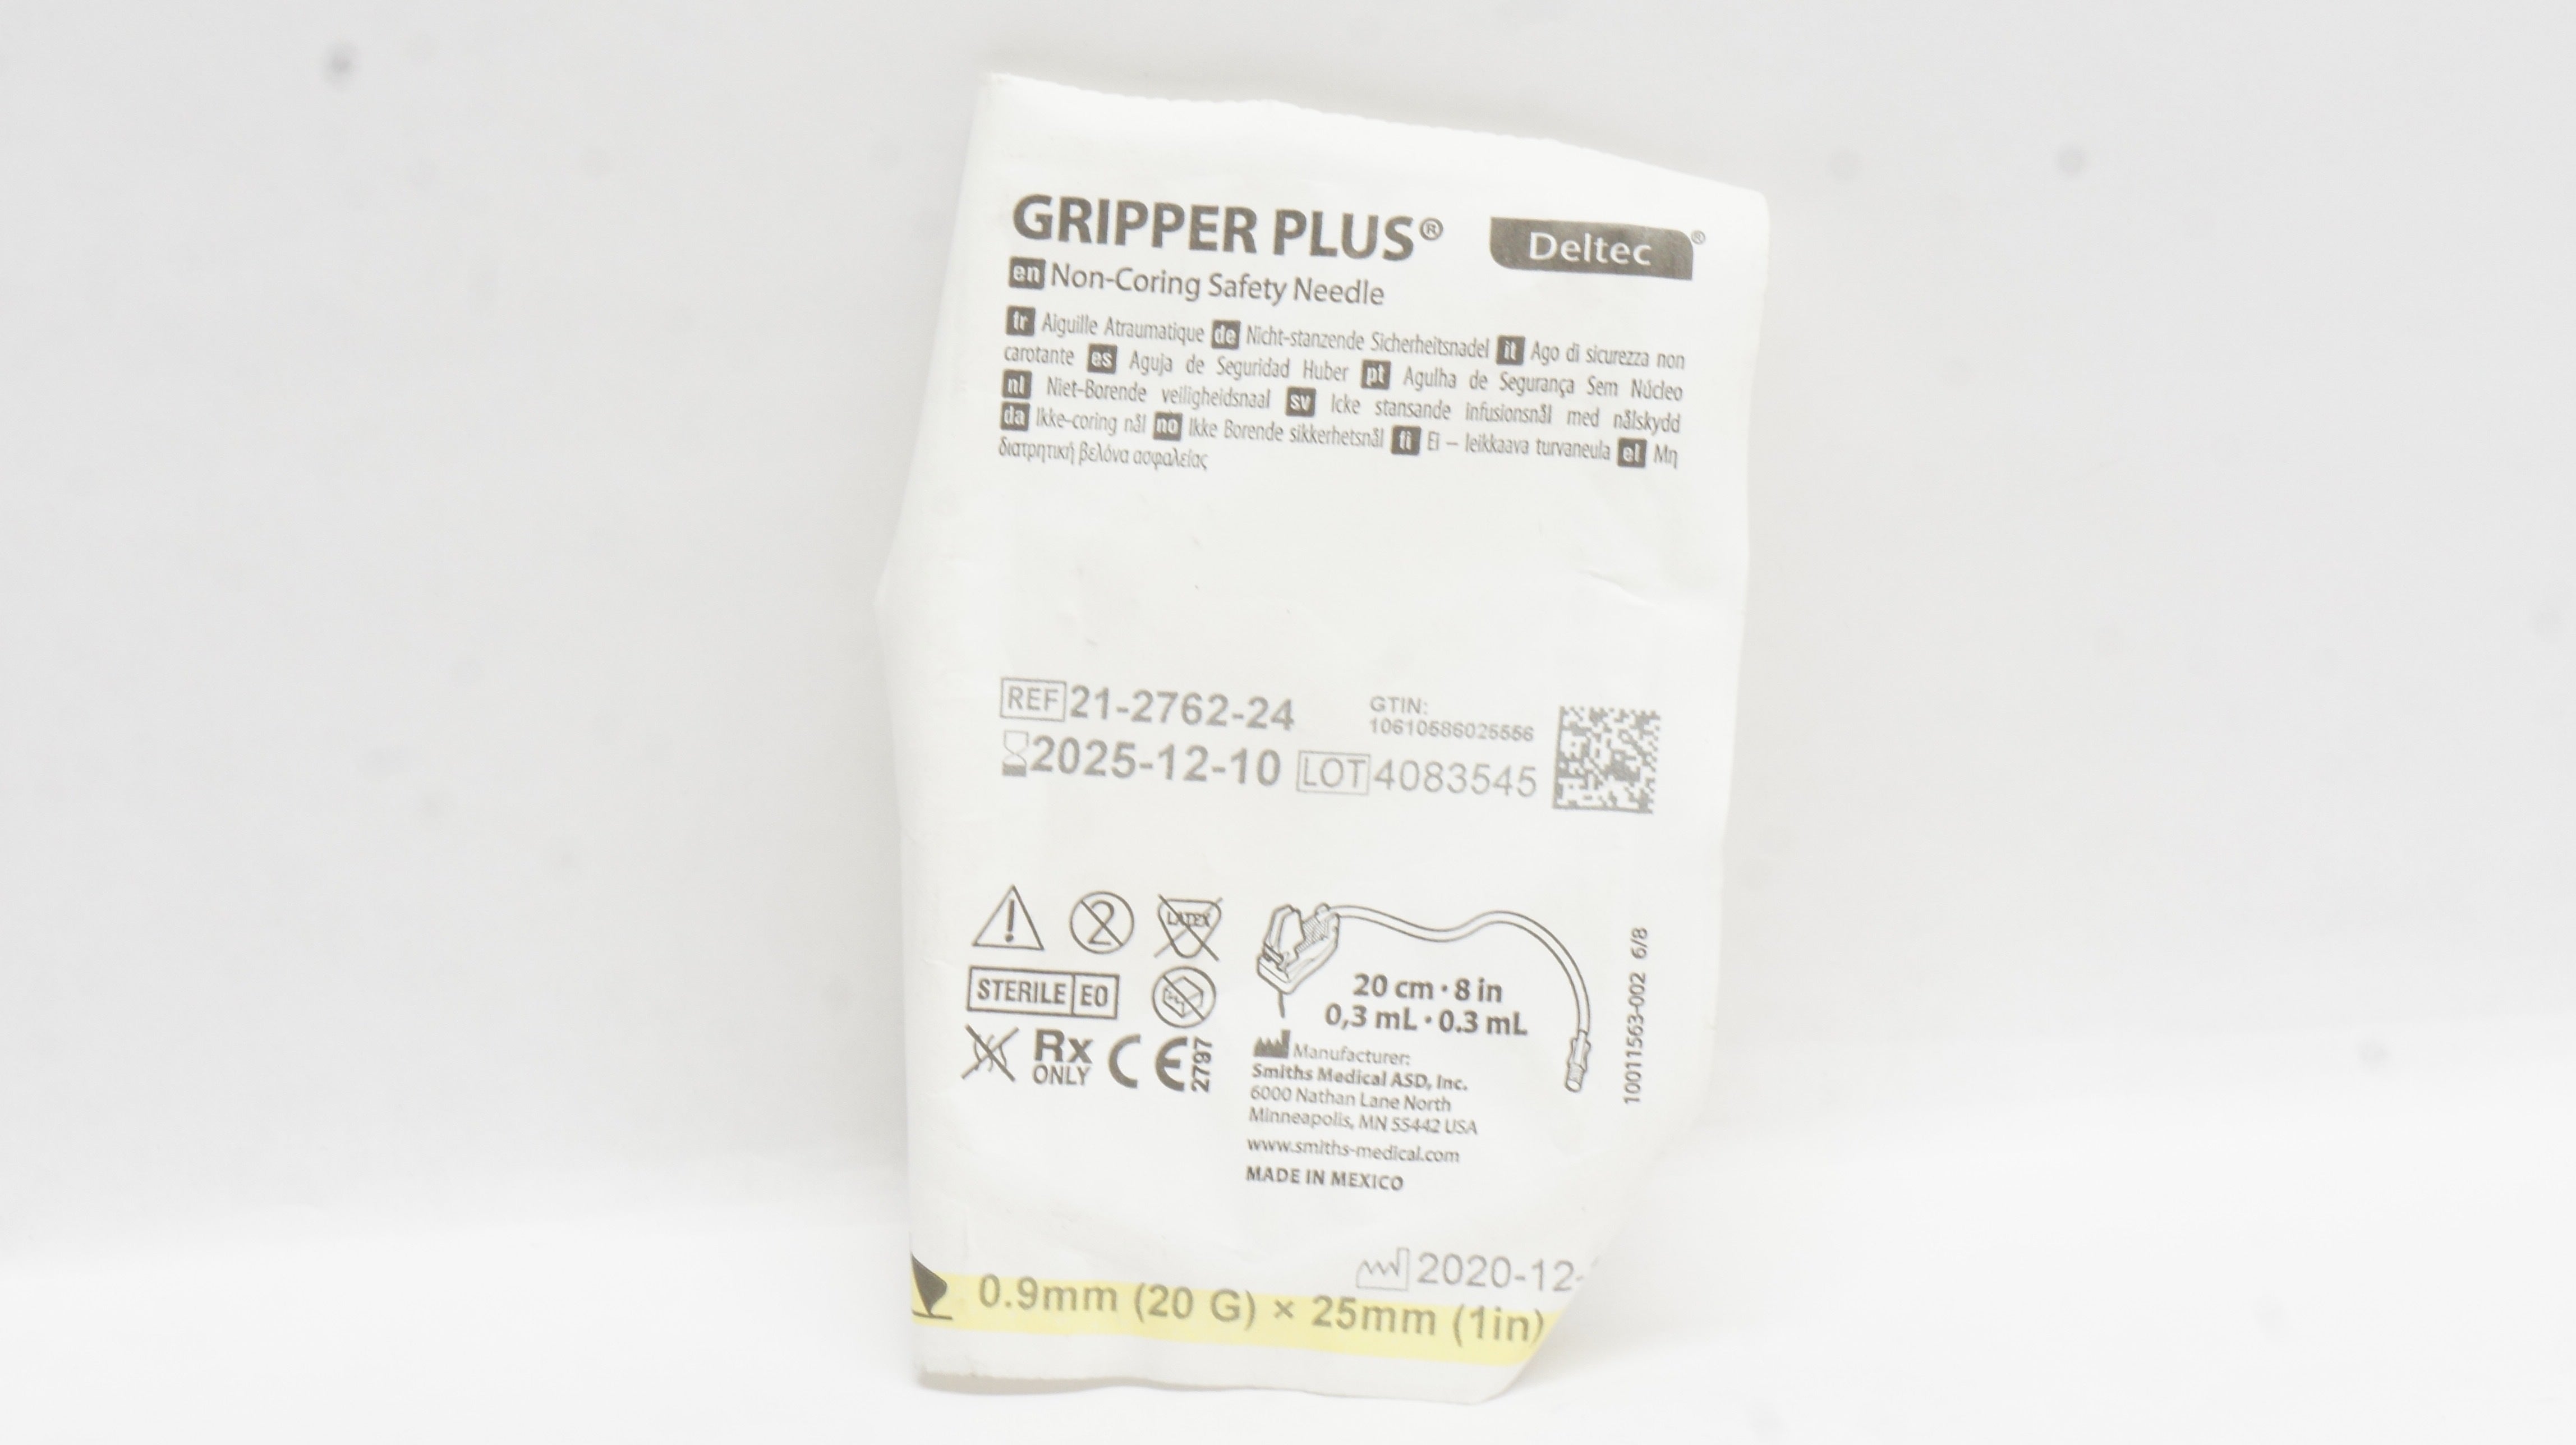 GRIPPER PLUS® Deltec®
en Non-Coring Safety Needle
fr Aiguille Atraumatique de Nicht-stanzende Sicherheitsnadel it Ago di sicurezza non
carotante es Aguja de Seguridad Huber pt Agulha de Segurança Sem Núcleo
nl Niet-Borende veiligheidsnaal sv Icke stansande infusionsnål med nålskydd
da Ikke-coring nål no Ikke Borende sikkerhetsnål fi Ei – leikkaava turvaneula el Μη
διατρητική βελόνα ασφαλείας
REF 21-2762-24
GTIN:
10610586025556
2025-12-10 LOT 4083545
2 LATEX
STERILE EO
Rx ONLY CE 2797
20 cm • 8 in
0,3 mL • 0.3 mL
Manufacturer:
Smiths Medical ASD, Inc.
6000 Nathan Lane North
Minneapolis, MN 55442 USA
www.smiths-medical.com
MADE IN MEXICO
10011563-002 6/8
2020-12-
0.9mm (20 G) × 25mm (1in)